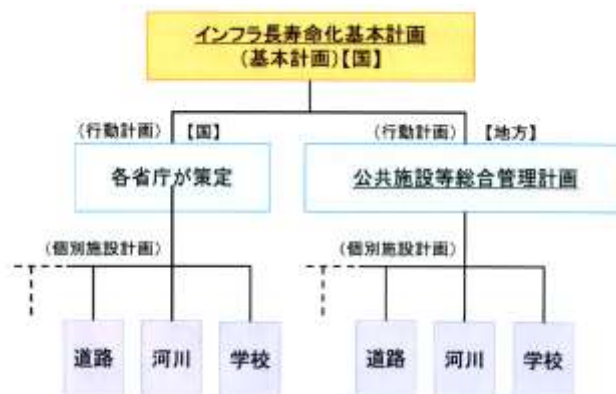 インフラ長寿命化基本計画
(基本計画)【国】
(行動計画) 【国】
(行動計画) 【地方】
各省庁が策定
公共施設等総合管理計画
(個別施設計画)
(個別施設計画)
道路 河川 学校
道路 河川 学校